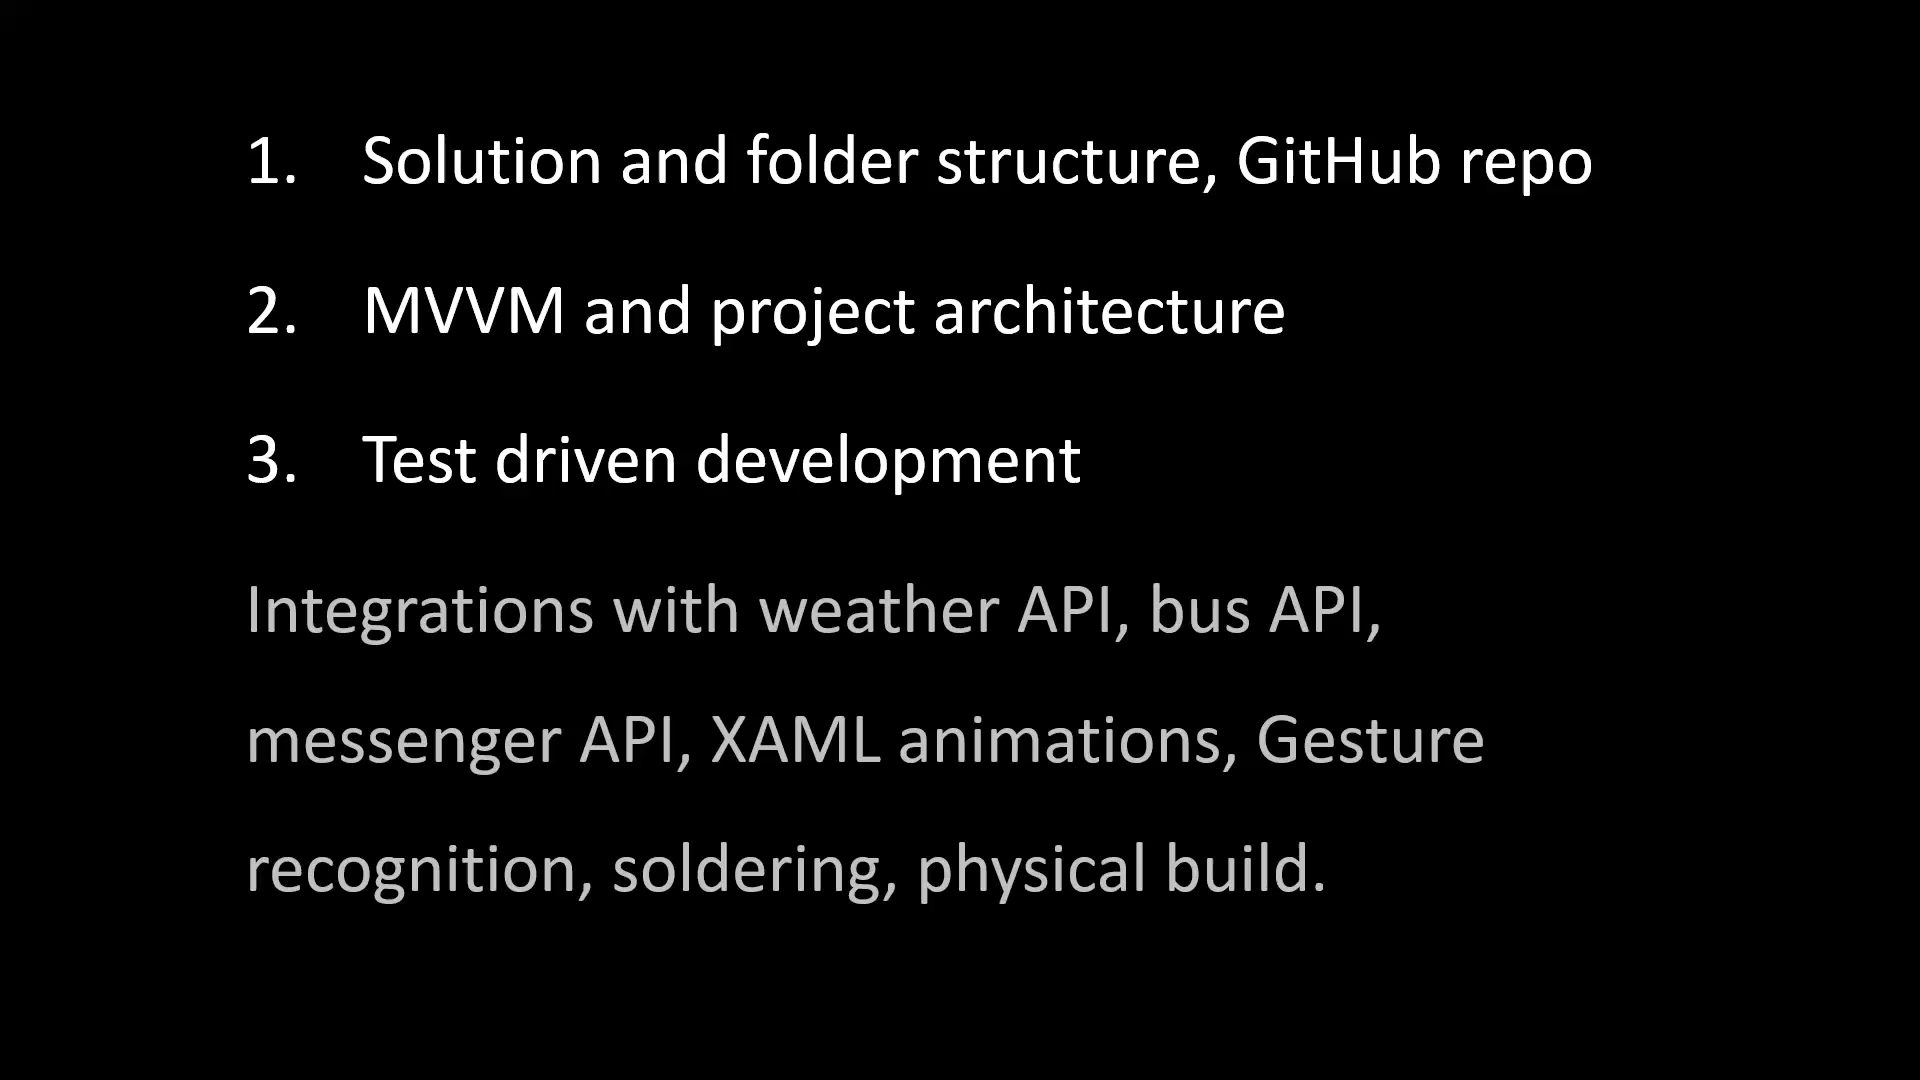 1. Solution and folder structure, GitHub repo
2. MVVM and project architecture
3. Test driven development
Integrations with weather API, bus API,
messenger API, XAML animations, Gesture
recognition, soldering, physical build.